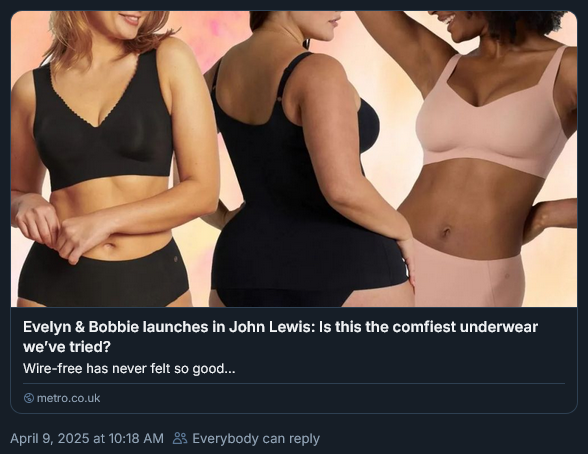 Evelyn & Bobbie launches in John Lewis: Is this the comfiest underwear
we've tried?
Wire-free has never felt so good...
metro.co.uk
April 9, 2025 at 10:18 AM Everybody can reply